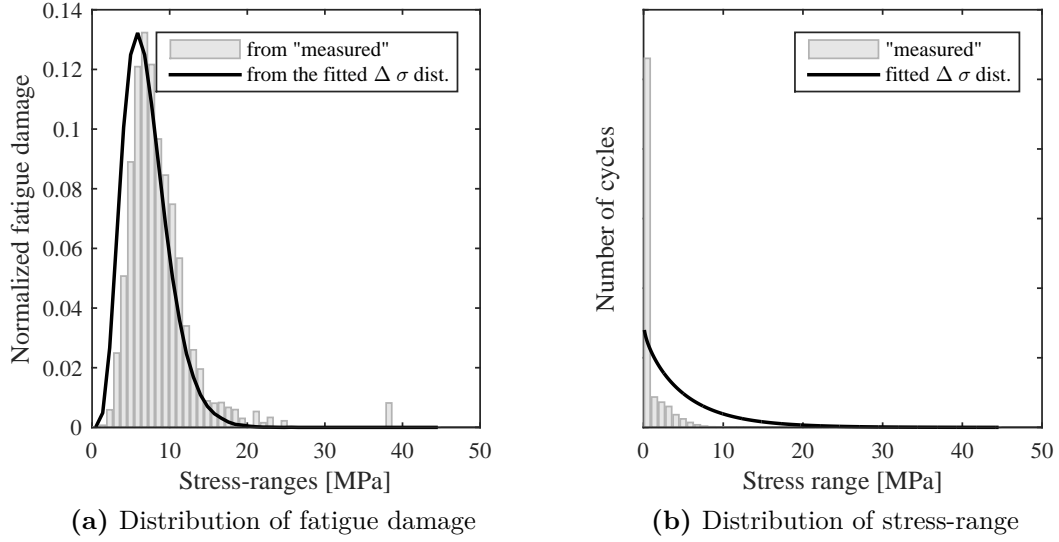 0.14
0.12
0.1
0.08
0.06
0.04
0.02
0
Normalized fatigue damage
from "measured"
from the fitted Δ σ dist.
0 10 20 30 40 50
Stress-ranges [MPa]
(a) Distribution of fatigue damage
Number of cycles
"measured"
fitted Δ σ dist.
0 10 20 30 40 50
Stress range [MPa]
(b) Distribution of stress-range